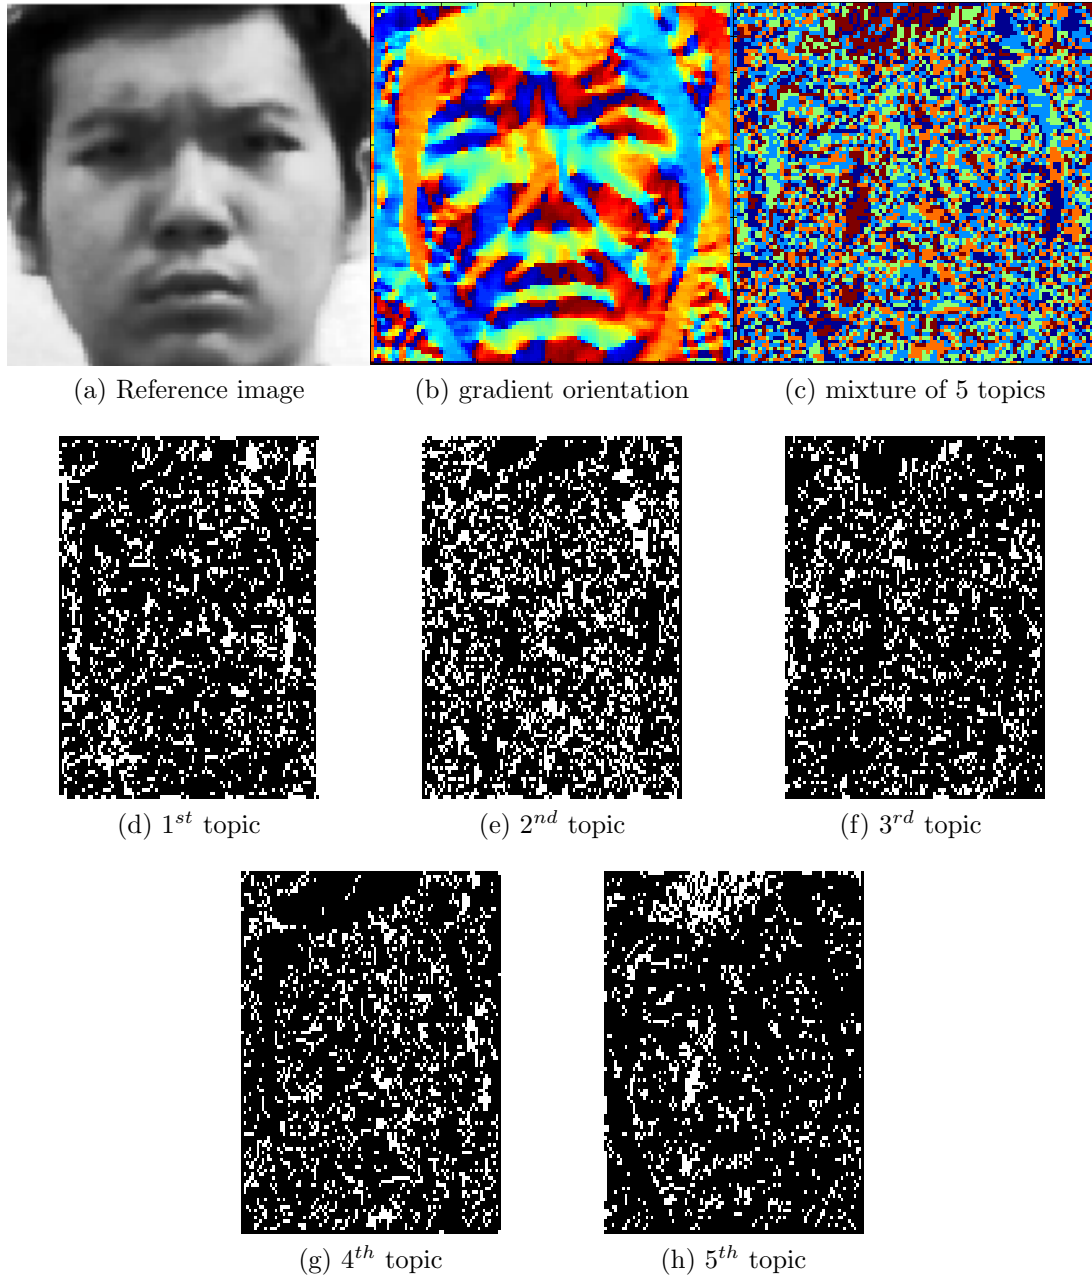 (a) Reference image
(b) gradient orientation
(c) mixture of 5 topics
(d) 1st topic
(e) 2nd topic
(f) 3rd topic
(g) 4th topic
(h) 5th topic